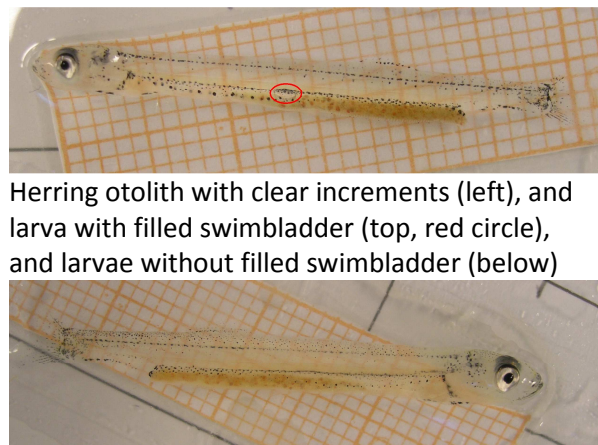 Herring otolith with clear increments (left), and
larva with filled swimbladder (top, red circle),
and larvae without filled swimbladder (below)